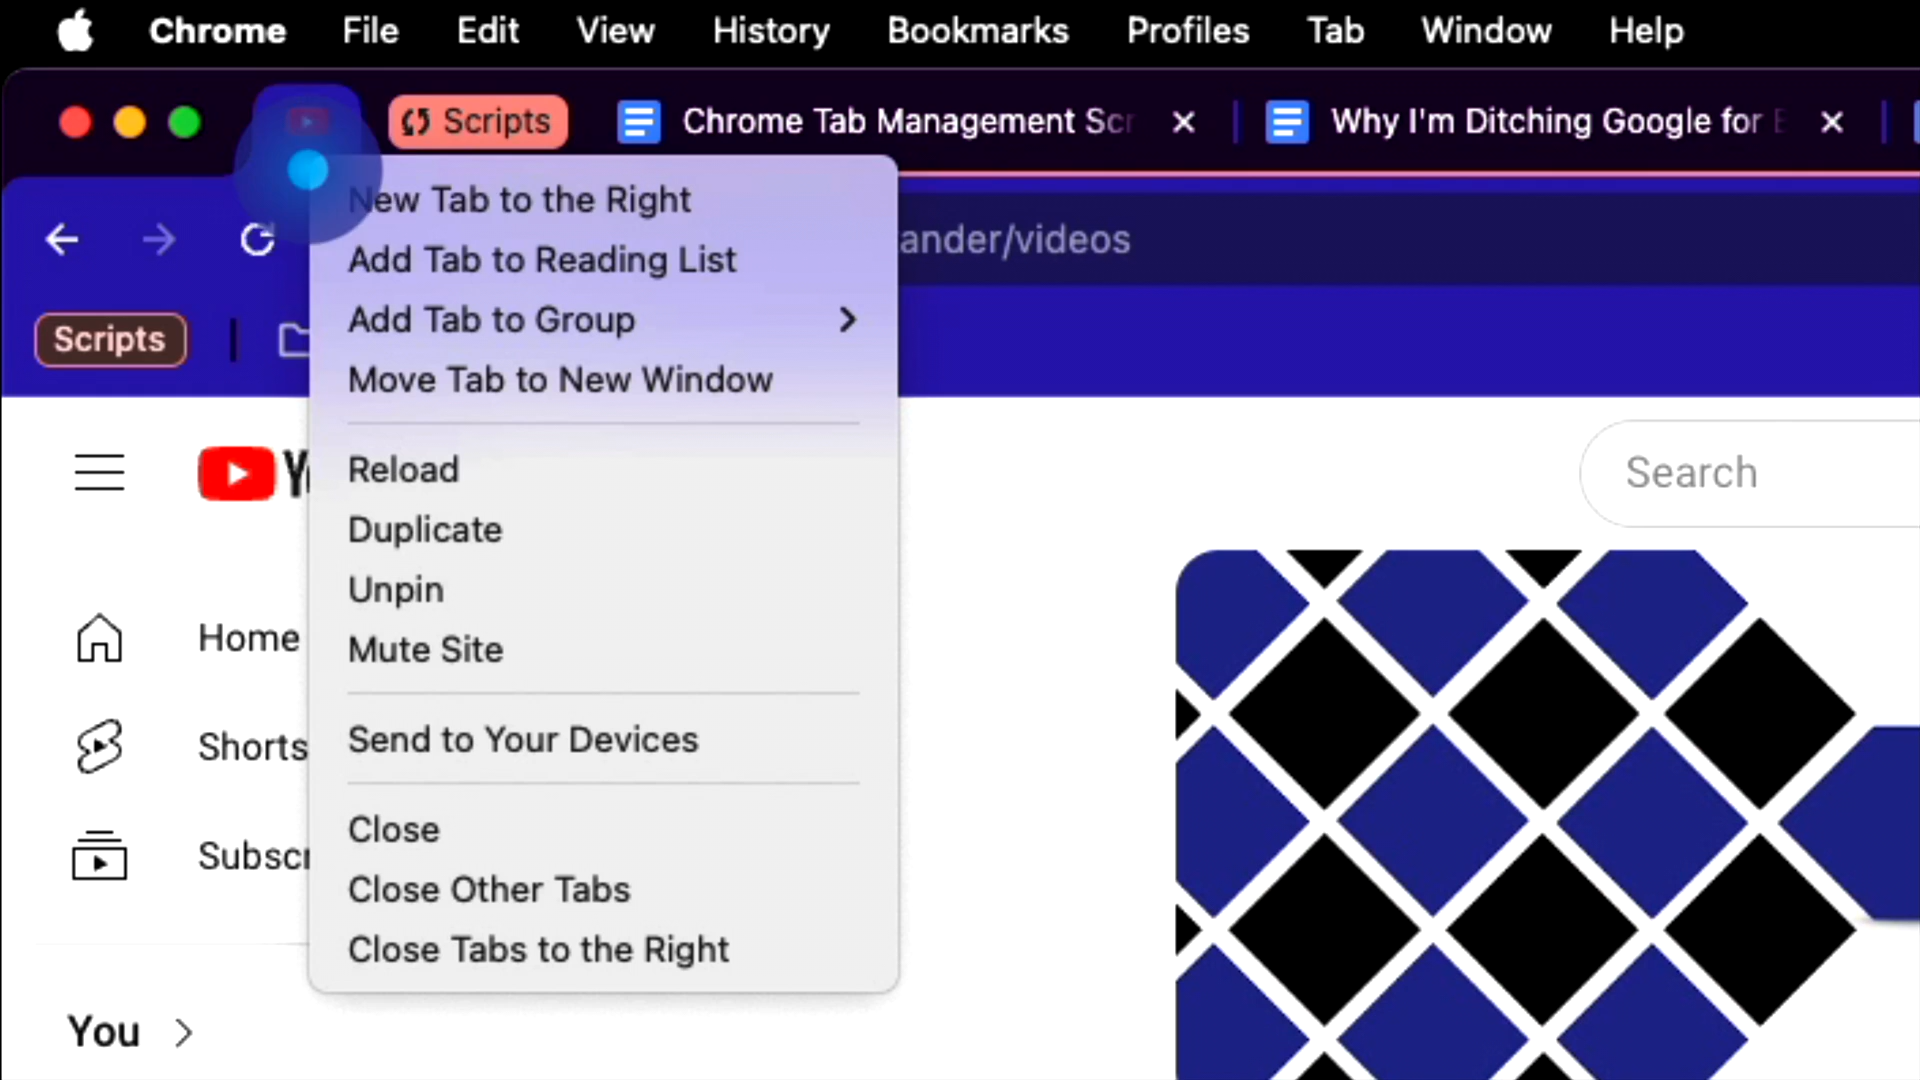 Chrome File Edit View History Bookmarks Profiles Tab Window Help
Scripts Chrome Tab Management Scr Why I'm Ditching Google for
ander/videos
Scripts
New Tab to the Right
Add Tab to Reading List
Add Tab to Group
Move Tab to New Window
Reload
Duplicate
Unpin
Mute Site
Send to Your Devices
Close
Close Other Tabs
Close Tabs to the Right
Search
Home
Shorts
Subscr
You